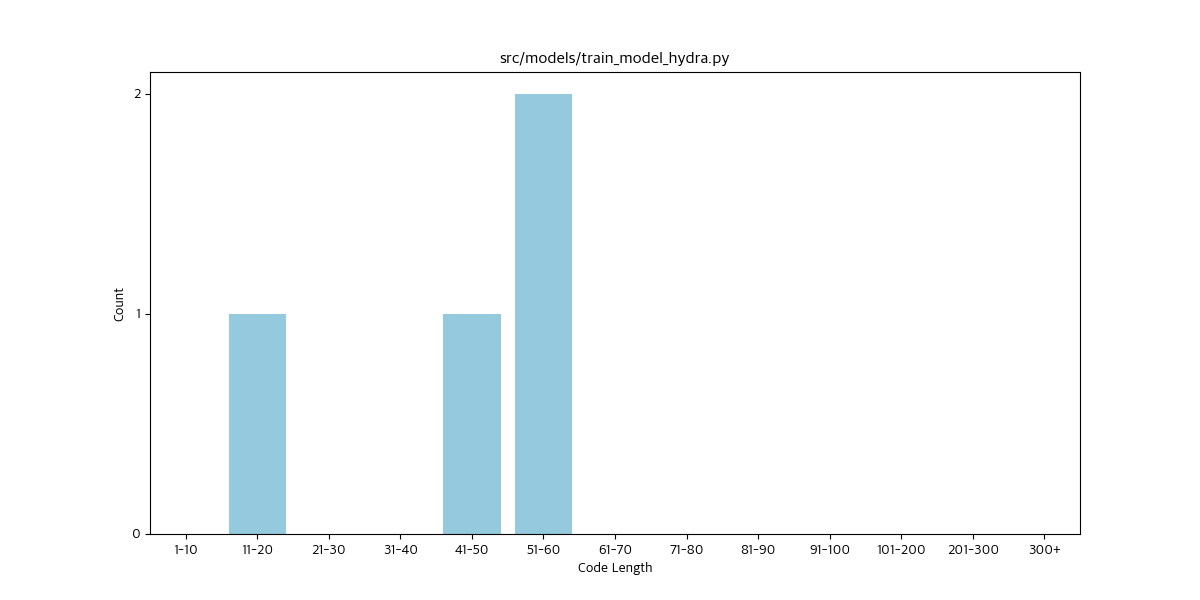 src/models/train_model_hydra.py
2
1
0
Count
1-10 11-20 21-30 31-40 41-50 51-60 61-70 71-80 81-90 91-100 101-200 201-300 300+
Code Length